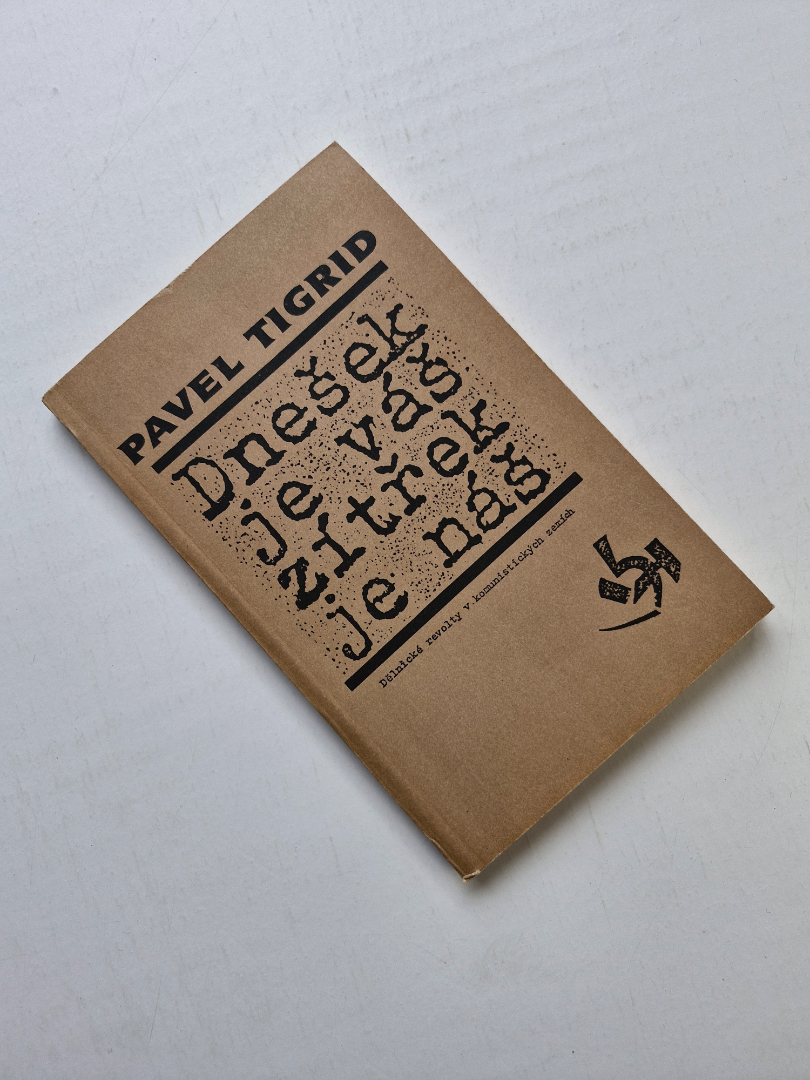 PAVEL TIGRID
Dnešek
je váš
zítřek
je náš
Dělnické revolty v komunistických zemích